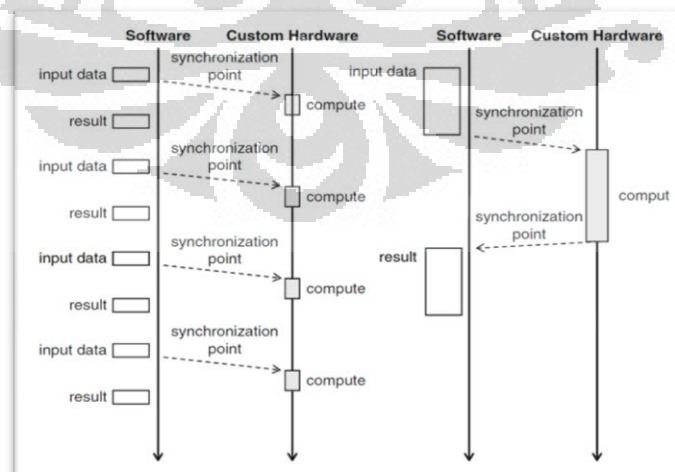 Software Custom Hardware Software Custom Hardware
synchronization
point
input data
input data
compute
result
synchronization
point
synchronization
point
input data
compute
comput
result
synchronization
point
synchronization
point
input data
result
compute
result
synchronization
point
input data
compute
result